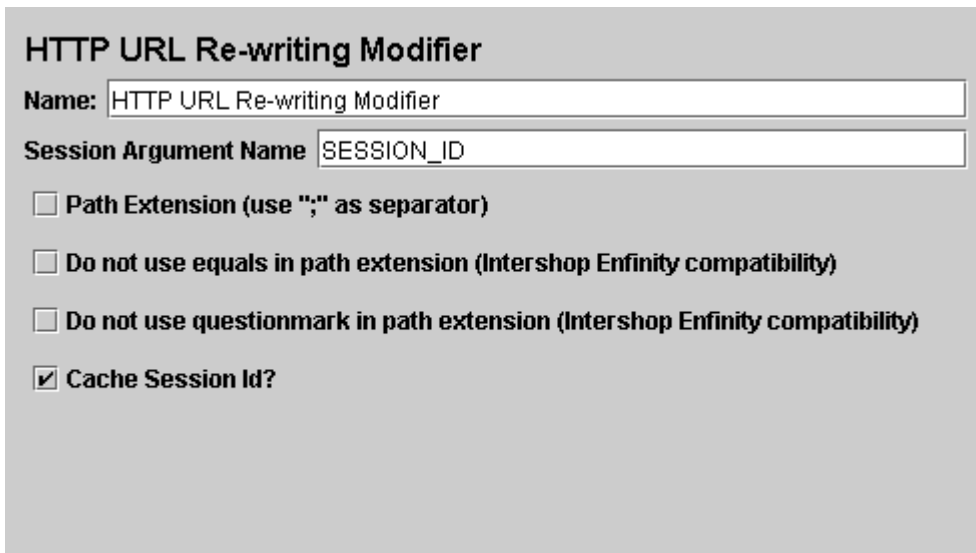 HTTP URL Re-writing Modifier
Name: HTTP URL Re-writing Modifier
Session Argument Name SESSION_ID
Path Extension (use ";" as separator)
Do not use equals in path extension (Intershop Enfinity compatibility)
Do not use questionmark in path extension (Intershop Enfinity compatibility)
Cache Session Id?